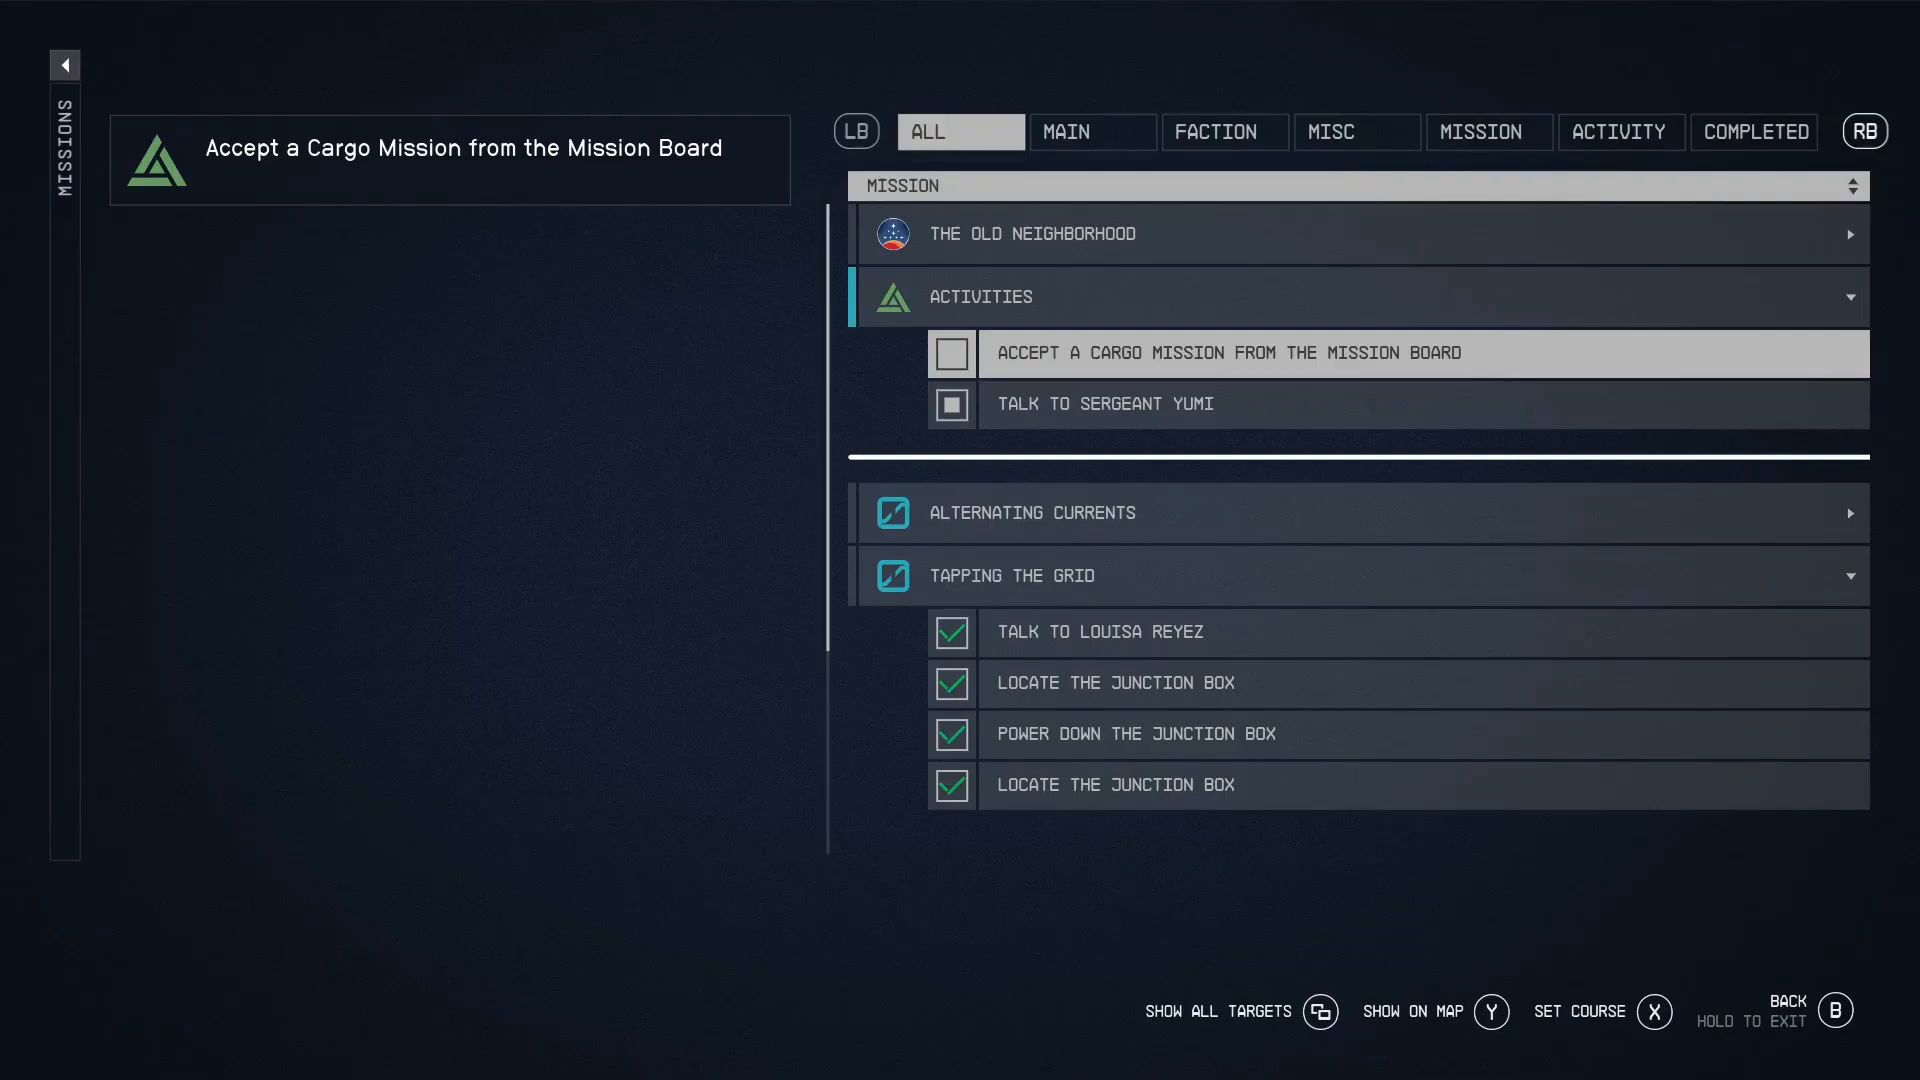 MISSIONS
Accept a Cargo Mission from the Mission Board
LB
ALL
MAIN
FACTION
MISC
MISSION
ACTIVITY
COMPLETED
RB
MISSION
THE OLD NEIGHBORHOOD
ACTIVITIES
ACCEPT A CARGO MISSION FROM THE MISSION BOARD
TALK TO SERGEANT YUMI
ALTERNATING CURRENTS
TAPPING THE GRID
TALK TO LOUISA REYEZ
LOCATE THE JUNCTION BOX
POWER DOWN THE JUNCTION BOX
LOCATE THE JUNCTION BOX
SHOW ALL TARGETS
SHOW ON MAP Y
SET COURSE X
BACK B
HOLD TO EXIT